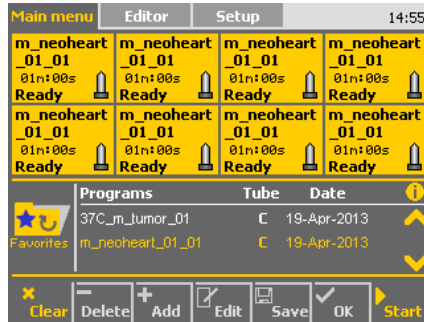 Main menu Editor Setup 14:55
m_neoheart m_neoheart m_neoheart m_neoheart
_01_01 _01_01 _01_01 _01_01
01m:00s 01m:00s 01m:00s 01m:00s
Ready Ready Ready Ready
m_neoheart m_neoheart m_neoheart m_neoheart
_01_01 _01_01 _01_01 _01_01
01m:00s 01m:00s 01m:00s 01m:00s
Ready Ready Ready Ready
Programs Tube Date i
37C_m_tumor_01 C 19-Apr-2013
Favorites m_neoheart_01_01 C 19-Apr-2013
Clear Delete Add Edit Save OK Start